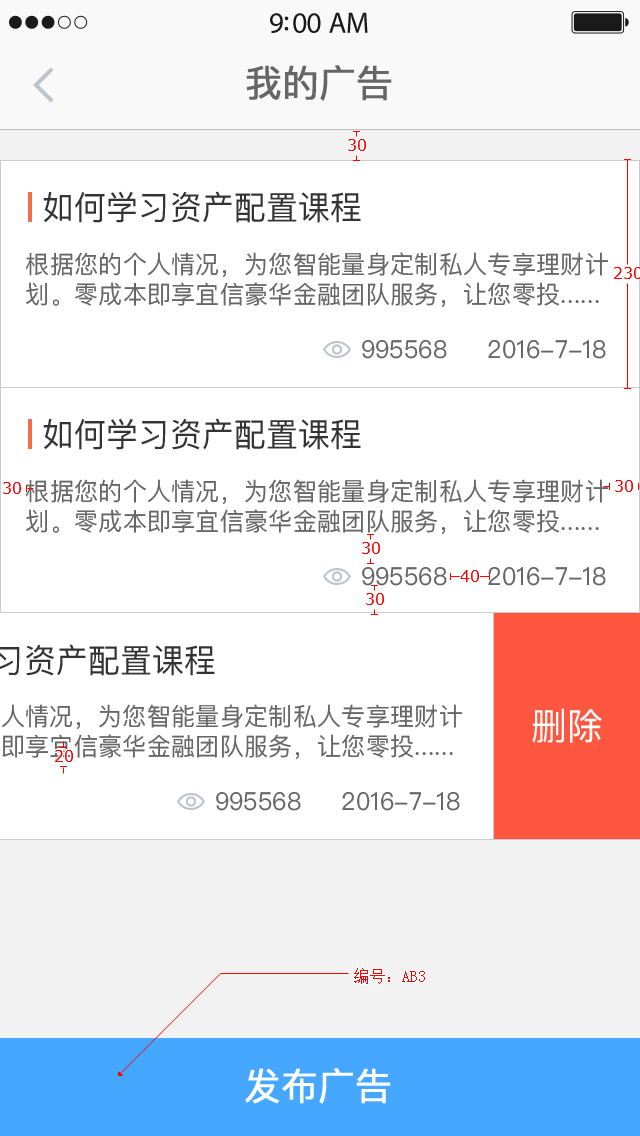 9:00 AM
我的广告
30
如何学习资产配置课程
根据您的个人情况，为您智能量身定制私人专享理财计
划。零成本即享宜信豪华金融团队服务，让您零投……
230
995568 2016-7-18
如何学习资产配置课程
30 根据您的个人情况，为您智能量身定制私人专享理财计 30
划。零成本即享宜信豪华金融团队服务，让您零投……
30
995568 40 2016-7-18
30
习资产配置课程
人情况，为您智能量身定制私人专享理财计
即享宜信豪华金融团队服务，让您零投……
20
995568 2016-7-18
删除
编号：AB3
发布广告